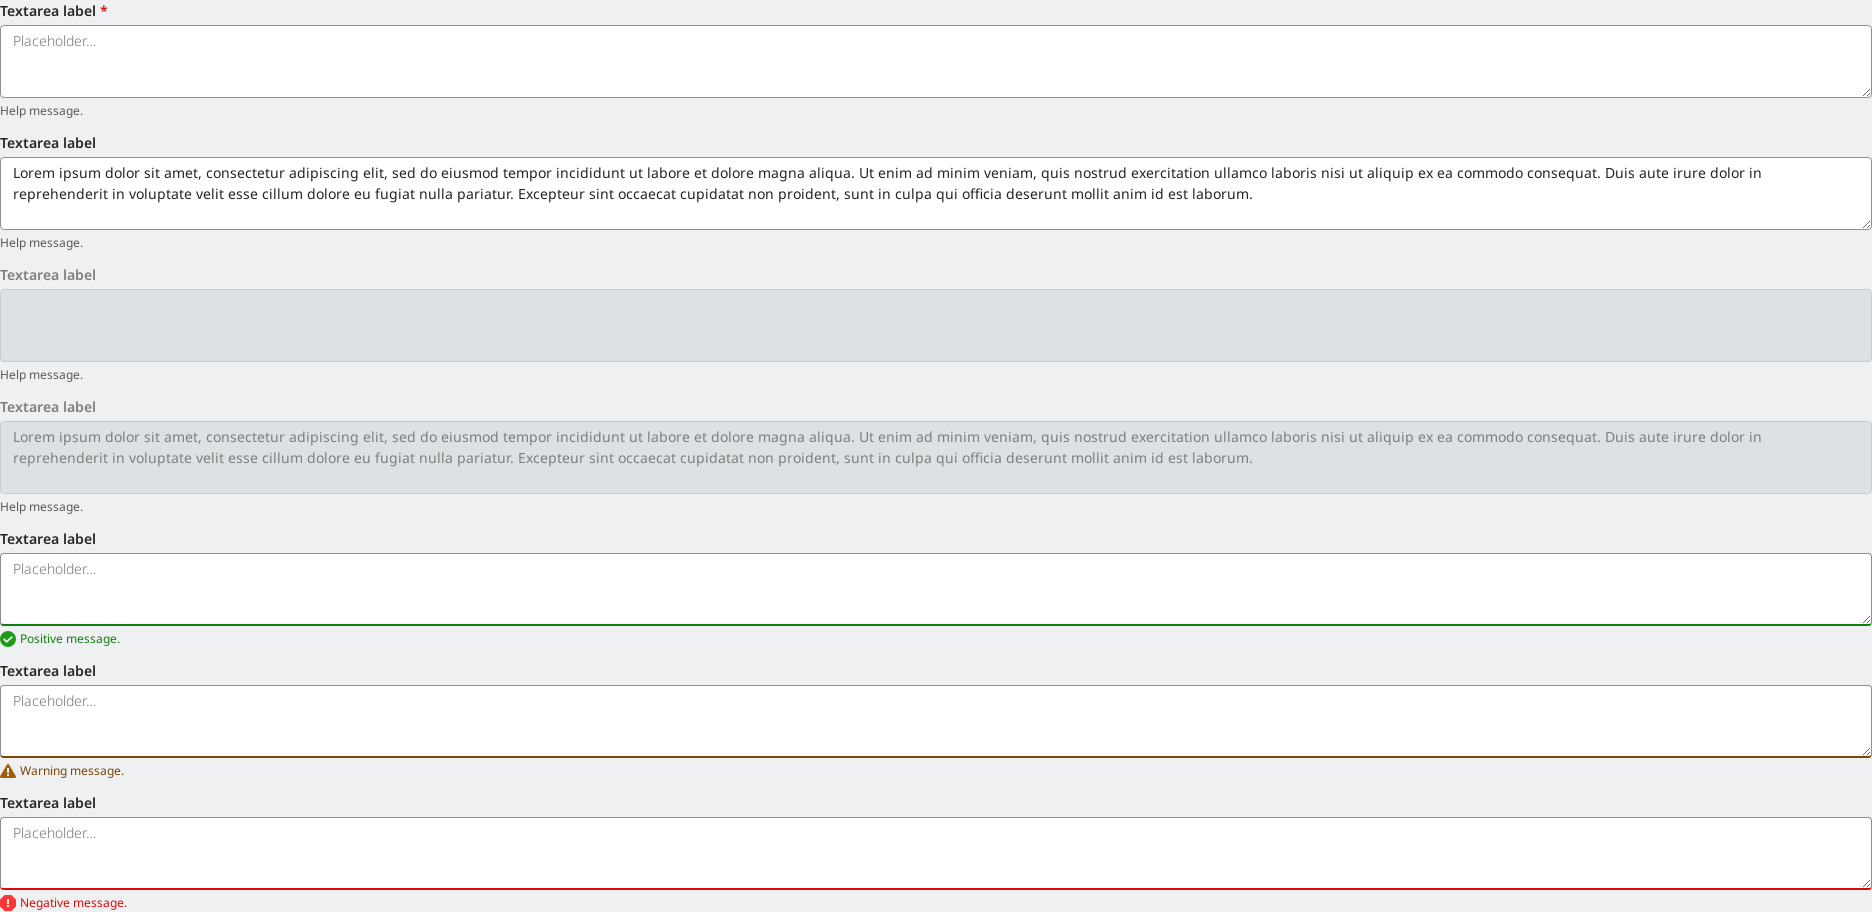 Textarea label *
Placeholder...
Help message.
Textarea label
Lorem ipsum dolor sit amet, consectetur adipiscing elit, sed do eiusmod tempor incididunt ut labore et dolore magna aliqua. Ut enim ad minim veniam, quis nostrud exercitation ullamco laboris nisi ut aliquip ex ea commodo consequat. Duis aute irure dolor in
reprehenderit in voluptate velit esse cillum dolore eu fugiat nulla pariatur. Excepteur sint occaecat cupidatat non proident, sunt in culpa qui officia deserunt mollit anim id est laborum.
Help message.
Textarea label
Help message.
Textarea label
Lorem ipsum dolor sit amet, consectetur adipiscing elit, sed do eiusmod tempor incididunt ut labore et dolore magna aliqua. Ut enim ad minim veniam, quis nostrud exercitation ullamco laboris nisi ut aliquip ex ea commodo consequat. Duis aute irure dolor in
reprehenderit in voluptate velit esse cillum dolore eu fugiat nulla pariatur. Excepteur sint occaecat cupidatat non proident, sunt in culpa qui officia deserunt mollit anim id est laborum.
Help message.
Textarea label
Placeholder...
Positive message.
Textarea label
Placeholder...
Warning message.
Textarea label
Placeholder...
Negative message.